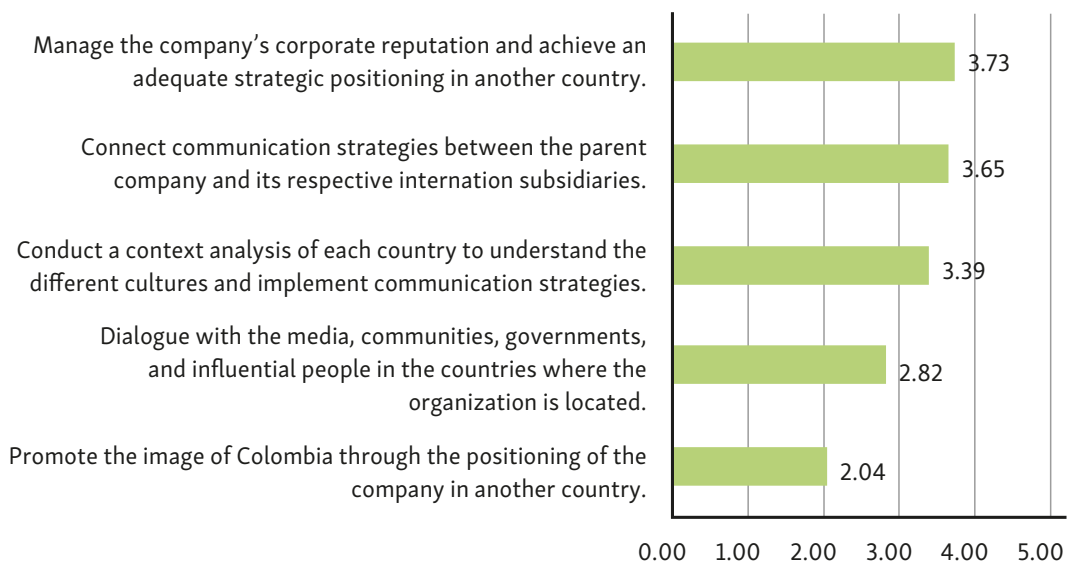 Manage the company’s corporate reputation and achieve an
adequate strategic positioning in another country.
3.73
Connect communication strategies between the parent
company and its respective internation subsidiaries.
3.65
Conduct a context analysis of each country to understand the
different cultures and implement communication strategies.
3.39
Dialogue with the media, communities, governments,
and influential people in the countries where the
organization is located.
2.82
Promote the image of Colombia through the positioning of the
company in another country.
2.04
0.00 1.00 2.00 3.00 4.00 5.00